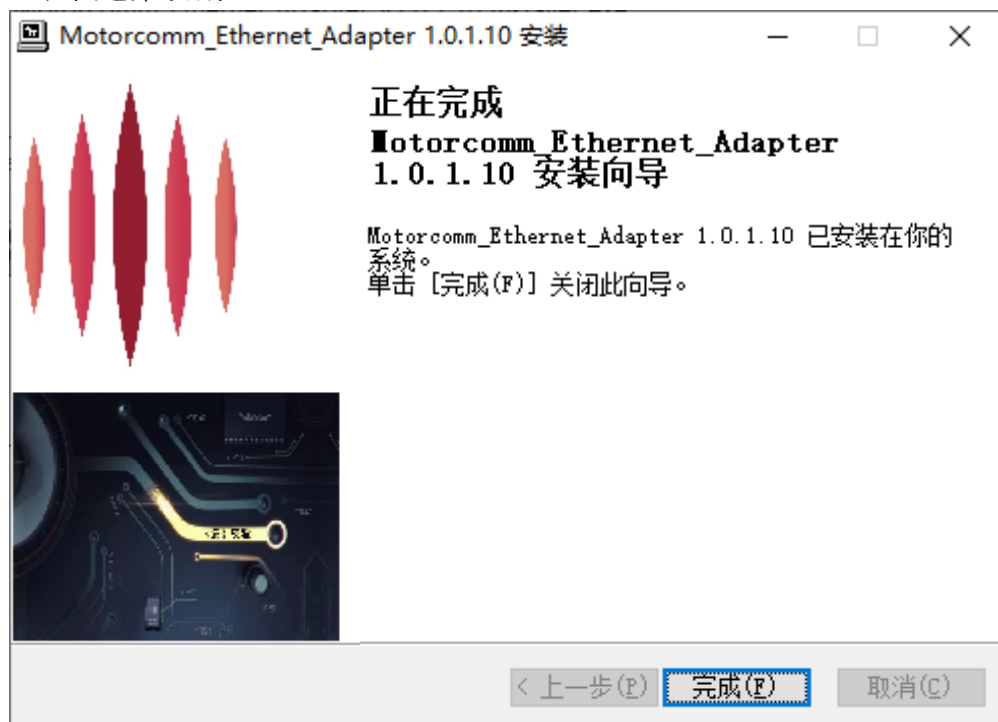 Motorcomm_Ethernet_Adapter 1.0.1.10 安装
正在完成
Motorcomm_Ethernet_Adapter
1.0.1.10 安装向导
Motorcomm_Ethernet_Adapter 1.0.1.10 已安装在你的
系统。
单击 [完成(F)] 关闭此向导。
< 上一步(P)
完成(F)
取消(C)